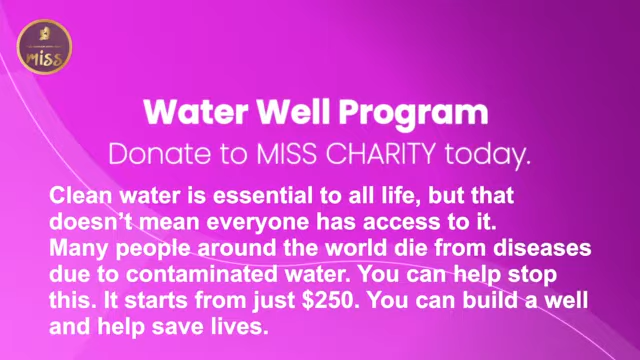 miss
Water Well Program
Donate to MISS CHARITY today.
Clean water is essential to all life, but that
doesn’t mean everyone has access to it.
Many people around the world die from diseases
due to contaminated water. You can help stop
this. It starts from just $250. You can build a well
and help save lives.